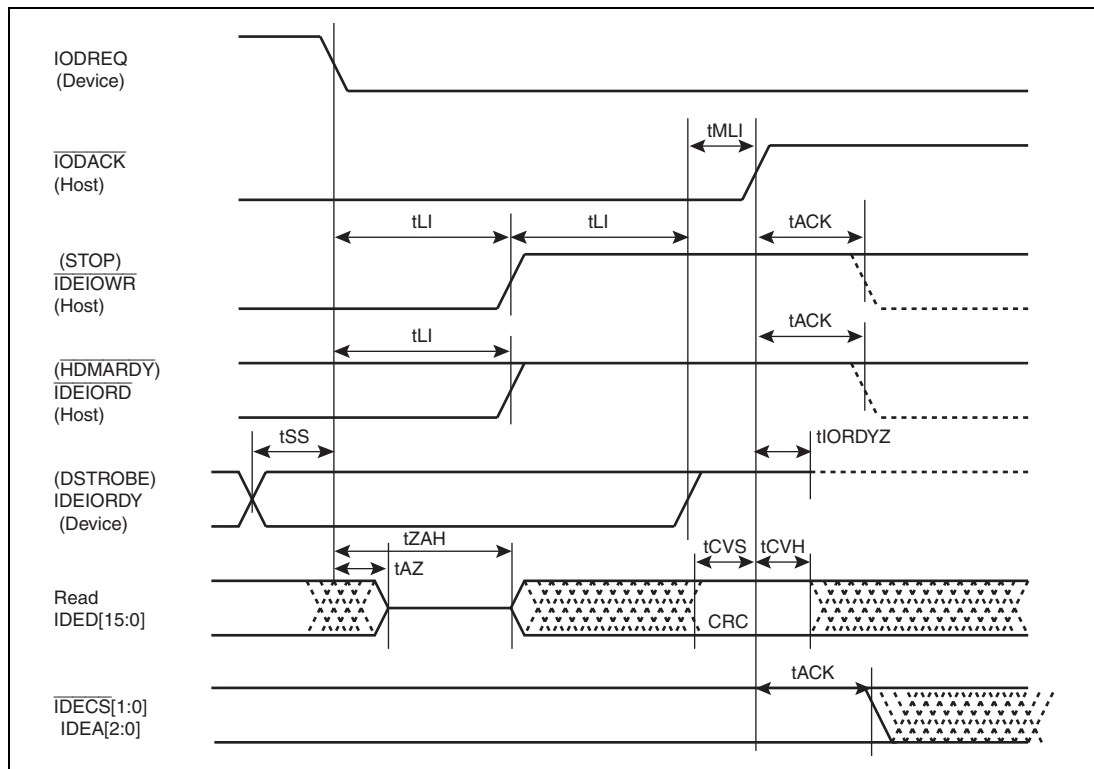 IODREQ
(Device)
tMLI
IODACK
(Host)
tLI
tLI
tACK
(STOP)
IDEIOWR
(Host)
tLI
tACK
(HDMARDY)
IDEIORD
(Host)
tSS
tIORDYZ
(DSTROBE)
IDEIORDY
(Device)
tZAH
tCVS
tCVH
tAZ
Read
IDED[15:0]
CRC
tACK
IDECS[1:0]
IDEA[2:0]